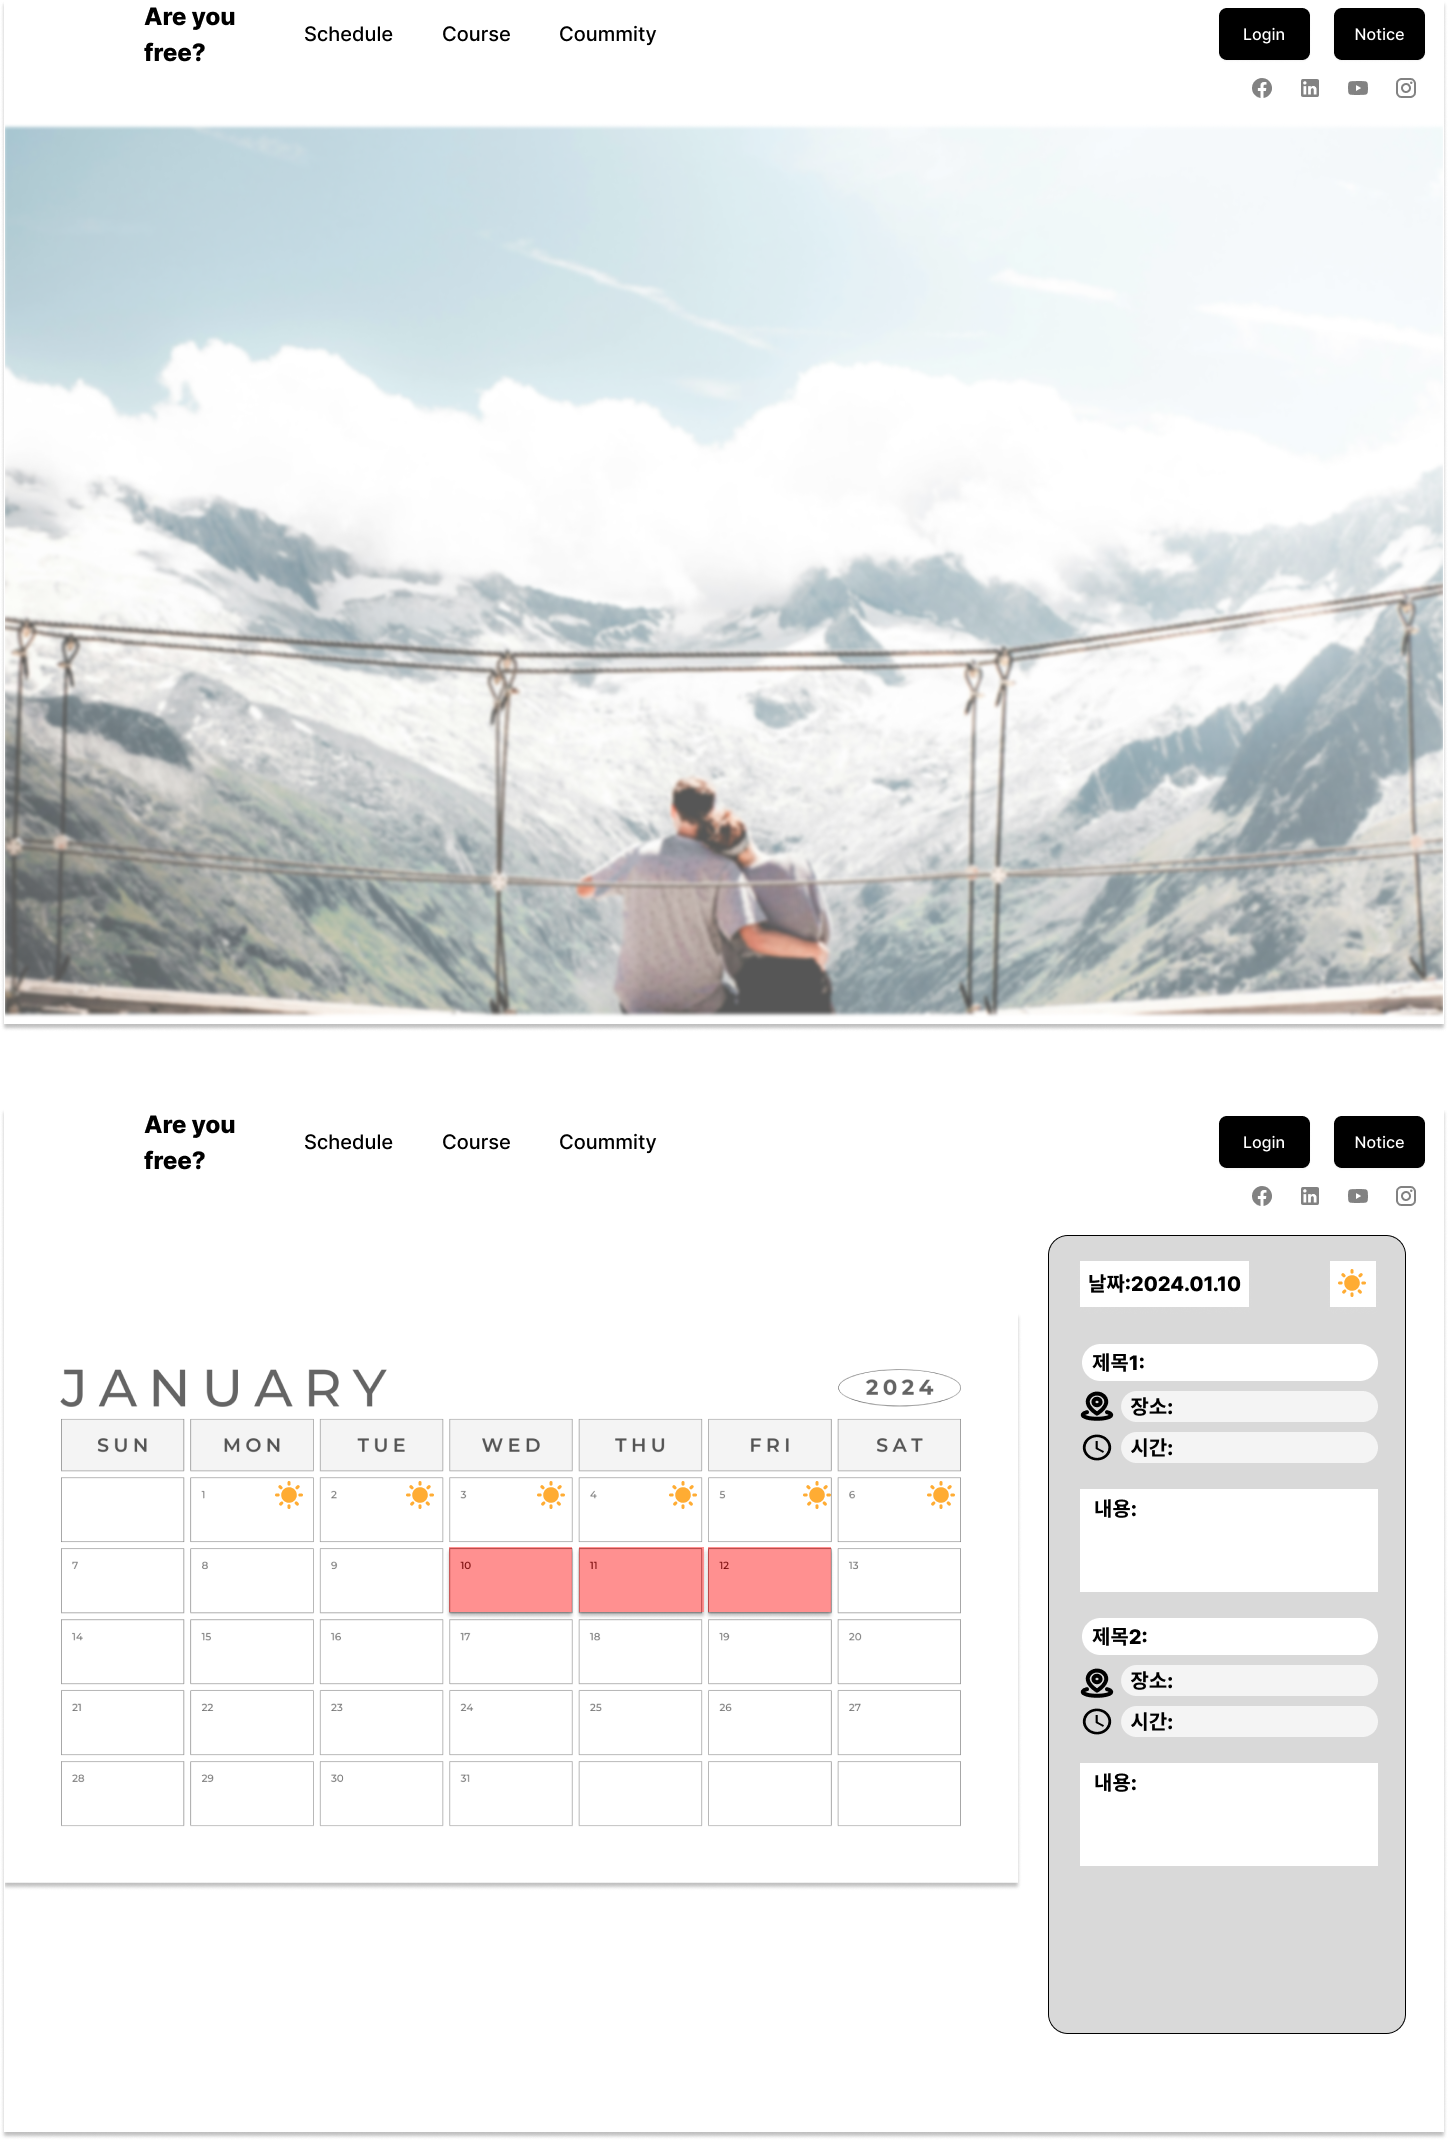 Are you
free?
Schedule
Course
Coummity
Login
Notice
Are you
free?
Schedule
Course
Coummity
Login
Notice
JANUARY
2024
SUN MON TUE WED THU FRI SAT
1 2 3 4 5 6
7 8 9 10 11 12 13
14 15 16 17 18 19 20
21 22 23 24 25 26 27
28 29 30 31
날짜:2024.01.10
제목1:
장소:
시간:
내용:
제목2:
장소:
시간:
내용: